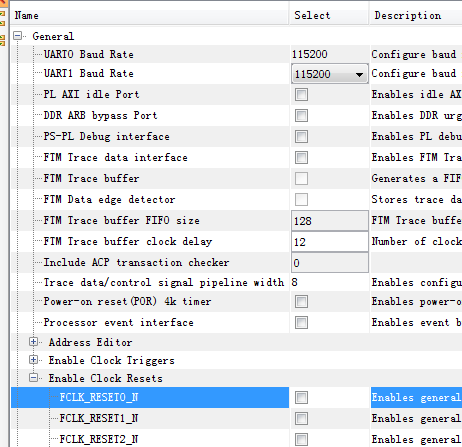 Name Select Description
General
UART0 Baud Rate 115200 Configure baud
UART1 Baud Rate 115200 Configure baud
PL AXI idle Port Enables idle AX
DDR ARB bypass Port Enables DDR urg
PS-PL Debug interface Enables PL debu
FTM Trace data interface Enables FTM Tra
FTM Trace buffer Generates a FIF
FTM Data edge detector Stores trace da
FTM Trace buffer FIFO size 128 FTM Trace buffe
FTM Trace buffer clock delay 12 Number of clock
Include ACP transaction checker 0
Trace data/control signal pipeline width 8 Enables configu
Power-on reset(POR) 4k timer Enables power-o
Processor event interface Enables event b
Address Editor
Enable Clock Triggers
Enable Clock Resets
FCLK_RESET0_N Enables general
FCLK_RESET1_N Enables general
FCLK_RESET2_N Enables general